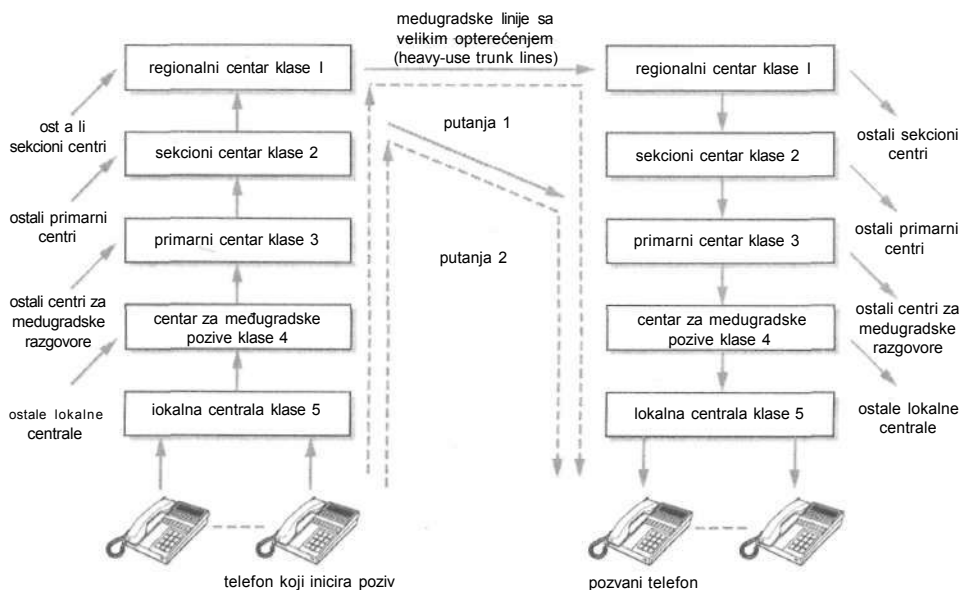 međugradske linije sa
velikim opterećenjem
(heavy-use trunk lines)
regionalni centar klase I
regionalni centar klase I
ost a li
sekcioni centri
putanja 1
ostali sekcioni
centri
sekcioni centar klase 2
sekcioni centar klase 2
ostali primarni
centri
ostali primarni
centri
primarni centar klase 3
primarni centar klase 3
putanja 2
ostali centri za
medugradske
razgovore
ostali centri za
medugradske
razgovore
centar za međugradske
pozive klase 4
centar za medugradske
pozive klase 4
ostale lokalne
centrale
ostale lokalne
centrale
iokalna centrala klase 5
lokalna centrala klase 5
telefon koji inicira poziv
pozvani telefon